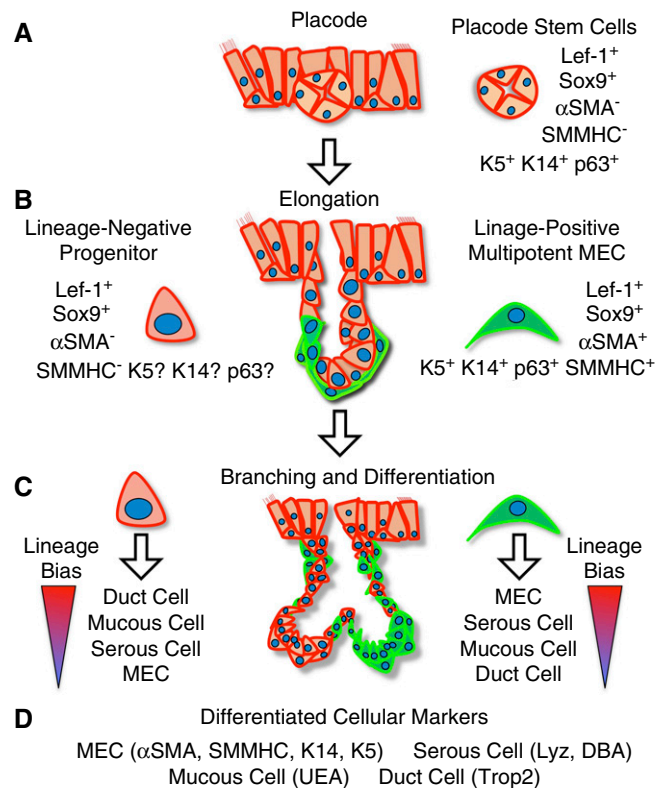 A
Placode
Placode Stem Cells
Lef-1⁺
Sox9⁺
αSMA⁻
SMMHC⁻
K5⁺ K14⁺ p63⁺
B
Elongation
Lineage-Negative
Progenitor
Lef-1⁺
Sox9⁺
αSMA⁻
SMMHC⁻ K5? K14? p63?
Linage-Positive
Multipotent MEC
Lef-1⁺
Sox9⁺
αSMA⁺
K5⁺ K14⁺ p63⁺ SMMHC⁺
C
Branching and Differentiation
Lineage
Bias
Duct Cell
Mucous Cell
Serous Cell
MEC
Lineage
Bias
MEC
Serous Cell
Mucous Cell
Duct Cell
D
Differentiated Cellular Markers
MEC (αSMA, SMMHC, K14, K5) Serous Cell (Lyz, DBA)
Mucous Cell (UEA) Duct Cell (Trop2)